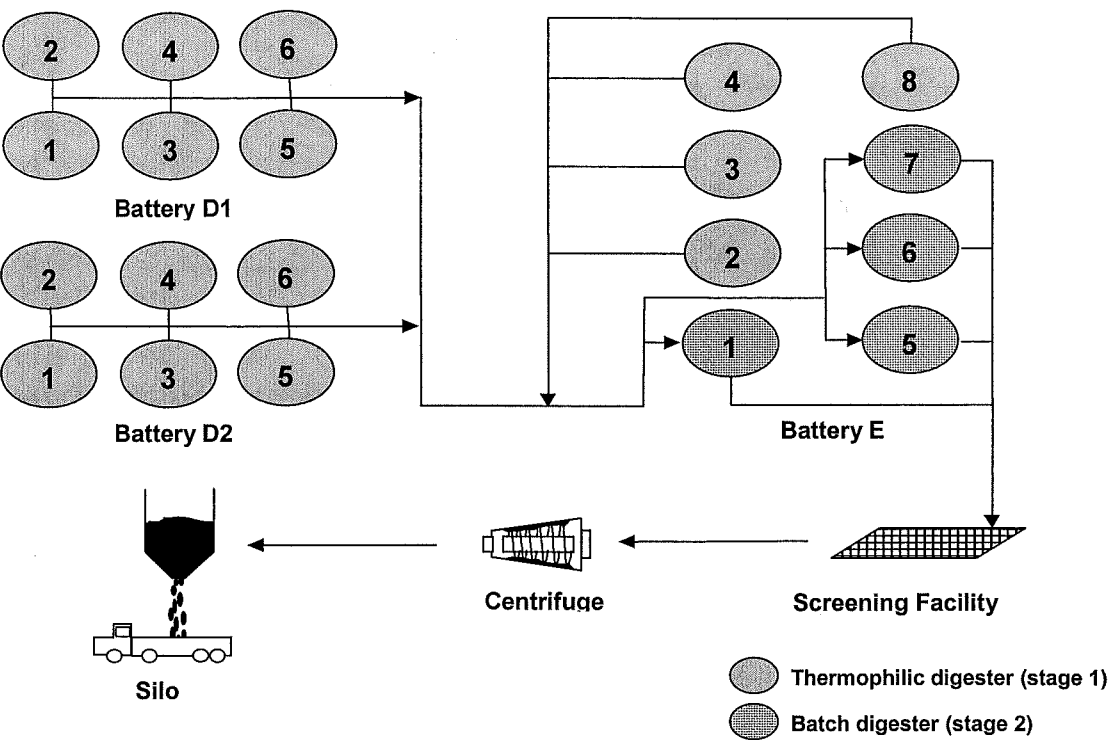 2 4 6
1 3 5
Battery D1
2 4 6
1 3 5
Battery D2
4 8
3 7
2 6
1 5
Battery E
Centrifuge
Screening Facility
Silo
Thermophilic digester (stage 1)
Batch digester (stage 2)